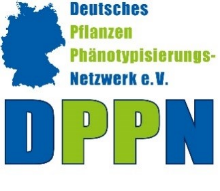 Deutsches
Pflanzen
Phänotypisierungs-
Netzwerk e.V.
DPPN